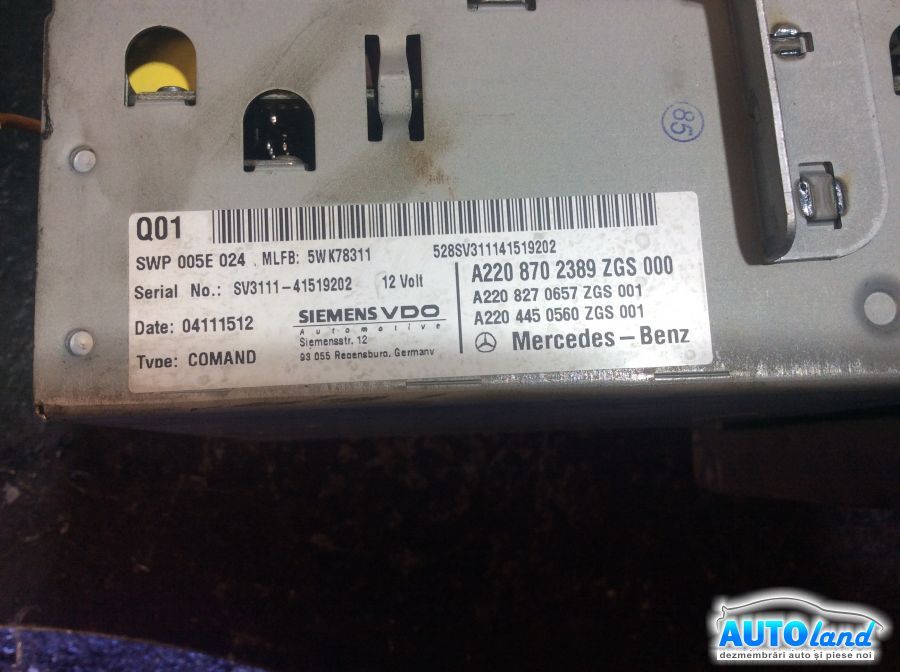 85
Q01
SWP 005E 024 . MLFB: 5WK78311
528SV311141519202
Serial No.: SV3111-41519202 12 Volt
Date: 04111512
Type: COMAND
SIEMENS VDO
Automotive
Siemensstr. 12
93 055 Regensburg, Germany
A220 870 2389 ZGS 000
A220 827 0657 ZGS 001
A220 445 0560 ZGS 001
Mercedes-Benz
AUTOland
dezmembrări auto și piese noi